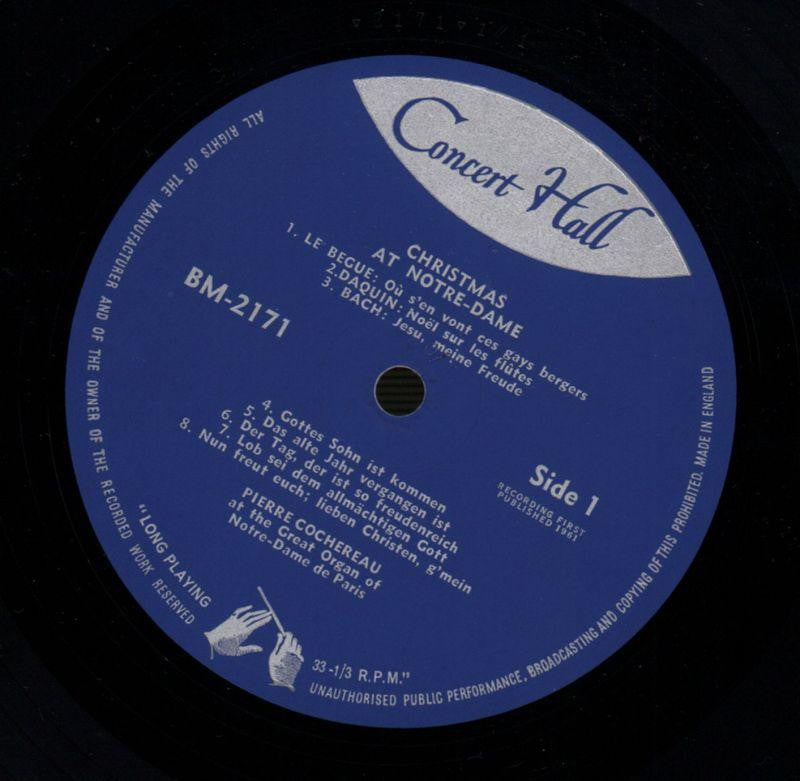 Concert Hall
CHRISTMAS
AT NOTRE-DAME
1. LE BEGUE: Où s'en vont ces gays bergers
2. DAQUIN: Noël sur les flûtes
3. BACH: Jesu, meine Freude
BM-2171
4. Gottes Sohn ist kommen
5. Das alte Jahr vergangen ist
6. Der Tag, der ist so freudenreich
7. Lob sei dem allmächtigen Gott
8. Nun freut euch; lieben Christen, g'mein
Side 1
RECORDING FIRST
PUBLISHED 1961
PIERRE COCHEREAU
at the Great Organ of
Notre-Dame de Paris
"LONG PLAYING
33-1/3 R.P.M."
ALL RIGHTS OF THE MANUFACTURER AND OF THE OWNER OF THE RECORDED WORK RESERVED
UNAUTHORISED PUBLIC PERFORMANCE, BROADCASTING AND COPYING OF THIS PROHIBITED. MADE IN ENGLAND